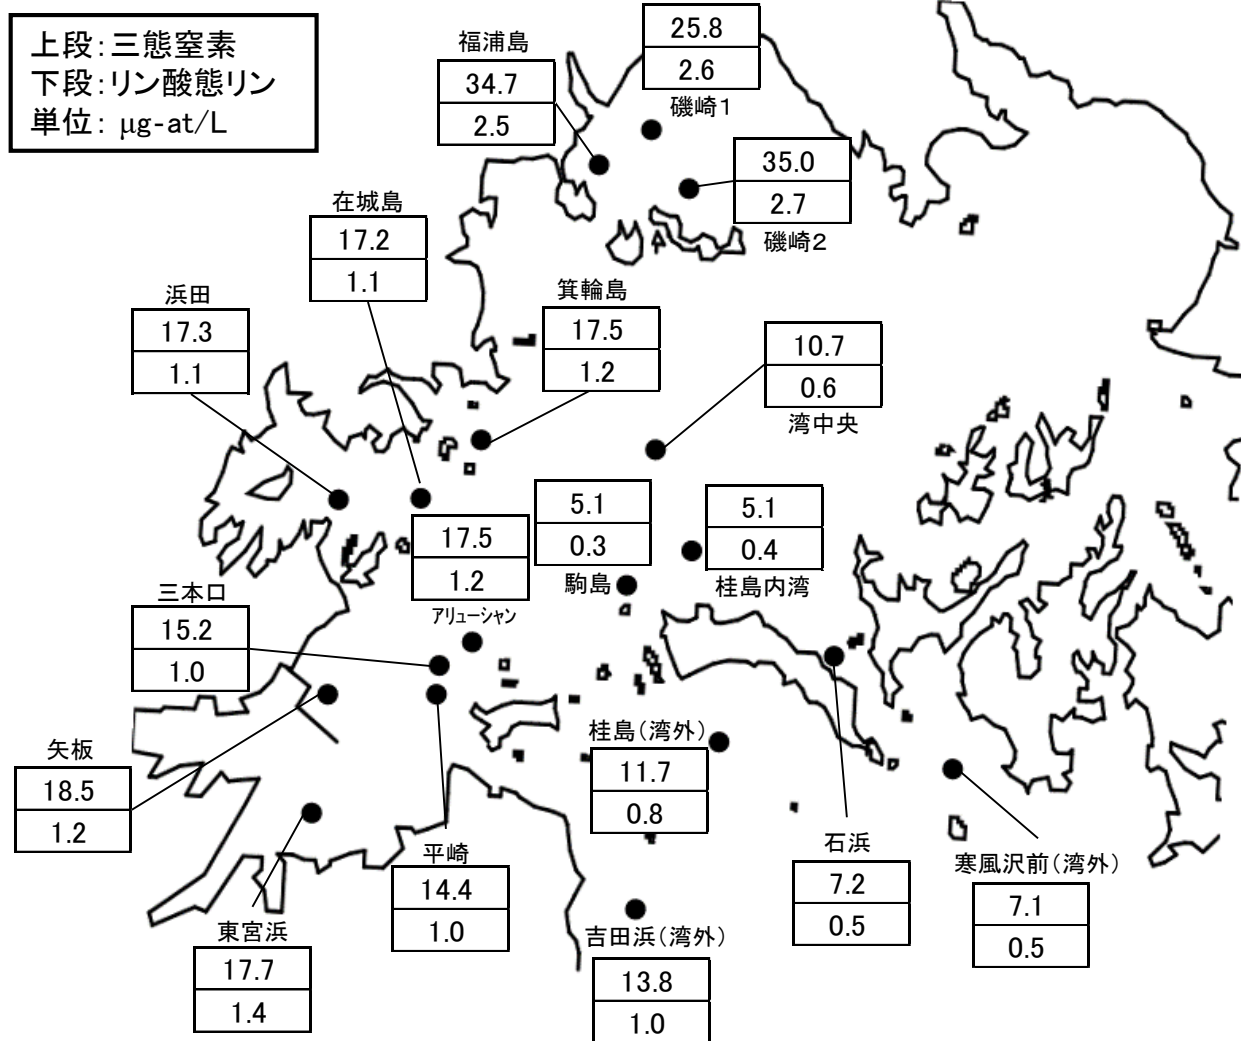 上段：三態窒素
下段：リン酸態リン
単位：μg-at/L
25.8
2.6
磯崎1
福浦島
34.7
2.5
35.0
2.7
磯崎2
在城島
17.2
1.1
浜田
17.3
1.1
箕輪島
17.5
1.2
10.7
0.6
湾中央
17.5
1.2
アリューシャン
5.1
0.3
駒島
5.1
0.4
桂島内湾
三本口
15.2
1.0
矢板
18.5
1.2
桂島（湾外）
11.7
0.8
平崎
14.4
1.0
石浜
7.2
0.5
寒風沢前（湾外）
7.1
0.5
東宮浜
17.7
1.4
吉田浜（湾外）
13.8
1.0